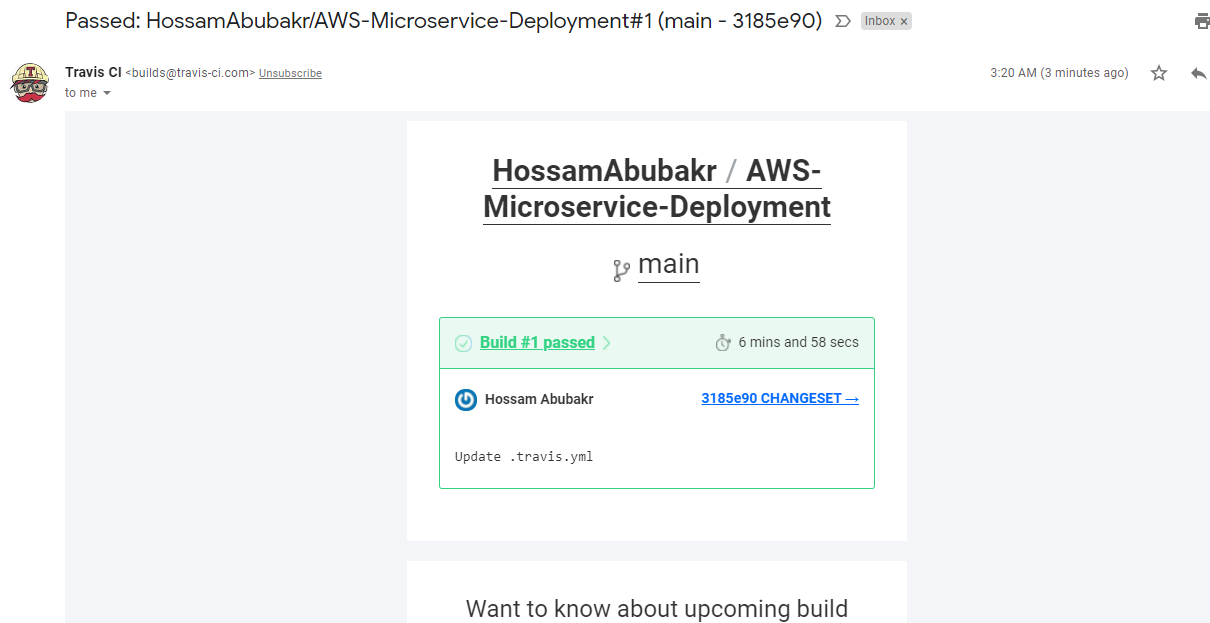 Passed: HossamAbubakr/AWS-Microservice-Deployment#1 (main - 3185e90) Inbox ×
Travis CI <builds@travis-ci.com> Unsubscribe 3:20 AM (3 minutes ago)
to me
HossamAbubakr / AWS-
Microservice-Deployment
main
Build #1 passed 6 mins and 58 secs
Hossam Abubakr 3185e90 CHANGESET →
Update .travis.yml
Want to know about upcoming build